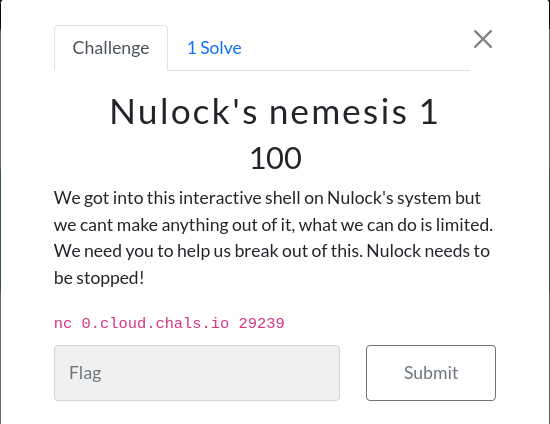 Challenge
1 Solve
Nulock's nemesis 1
100
We got into this interactive shell on Nulock's system but
we cant make anything out of it, what we can do is limited.
We need you to help us break out of this. Nulock needs to
be stopped!
nc 0.cloud.chals.io 29239
Flag
Submit